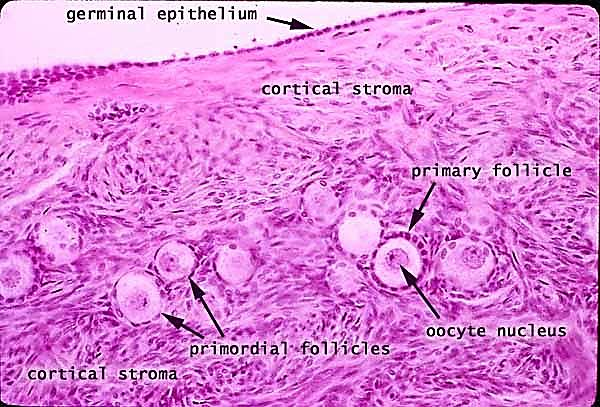 germinal epithelium
cortical stroma
primary follicle
oocyte nucleus
primordial follicles
cortical stroma